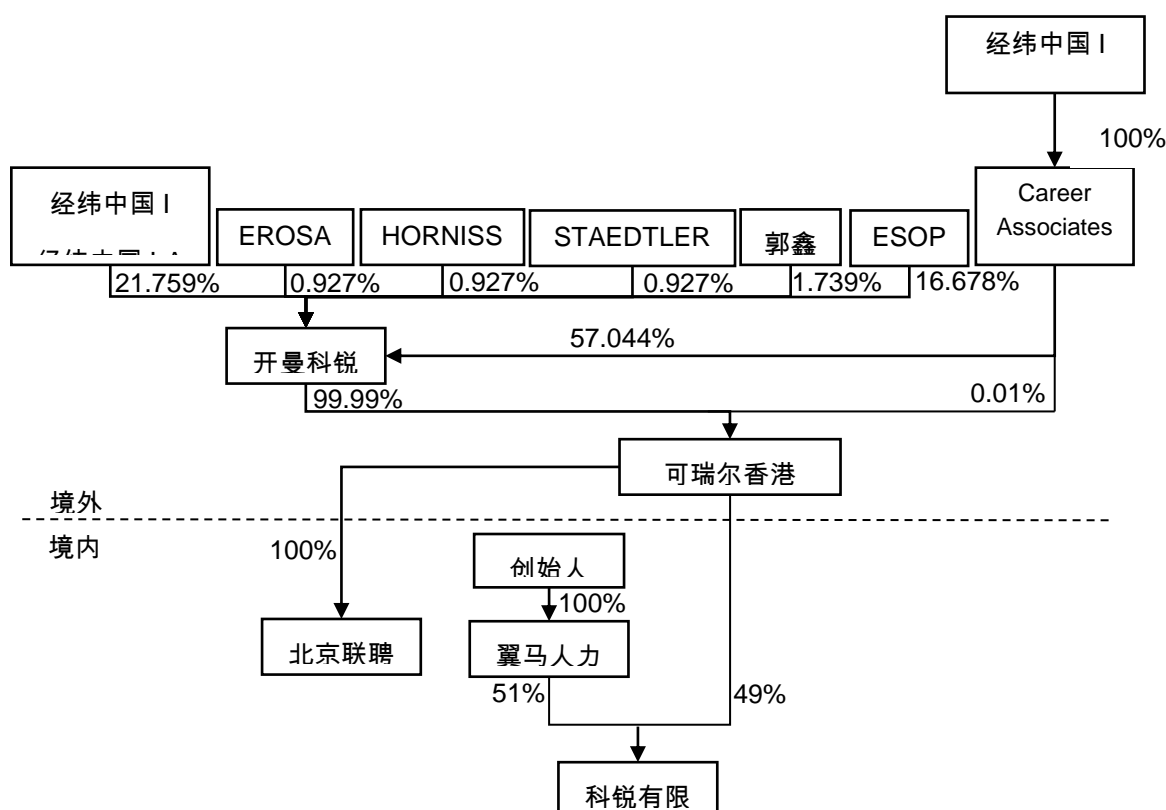 经纬中国 I
100%
经纬中国 I
EROSA
HORNISS
STAEDTLER
郭鑫
ESOP
Career
Associates
21.759%
0.927%
0.927%
0.927%
1.739%
16.678%
57.044%
开曼科锐
99.99%
0.01%
可瑞尔香港
境外
境内
100%
创始人
100%
北京联聘
翼马人力
51%
49%
科锐有限